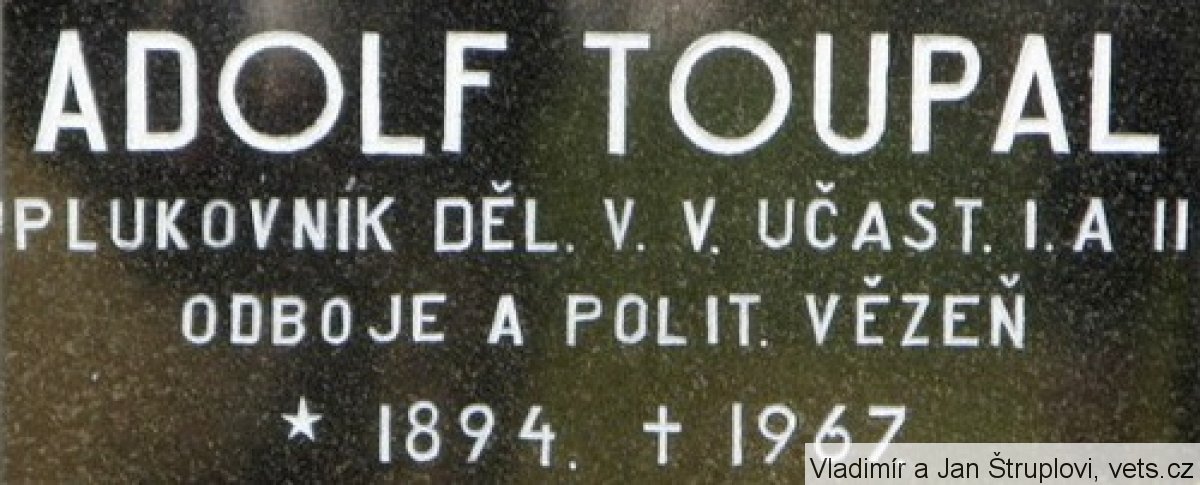 ADOLF TOUPAL
PLUKOVNÍK DĚL. V. V. UČAST. I. A II
ODBOJE A POLIT. VĚZEŇ
★ 1894. ✝ 1967
Vladimír a Jan Štruplovi, vets.cz